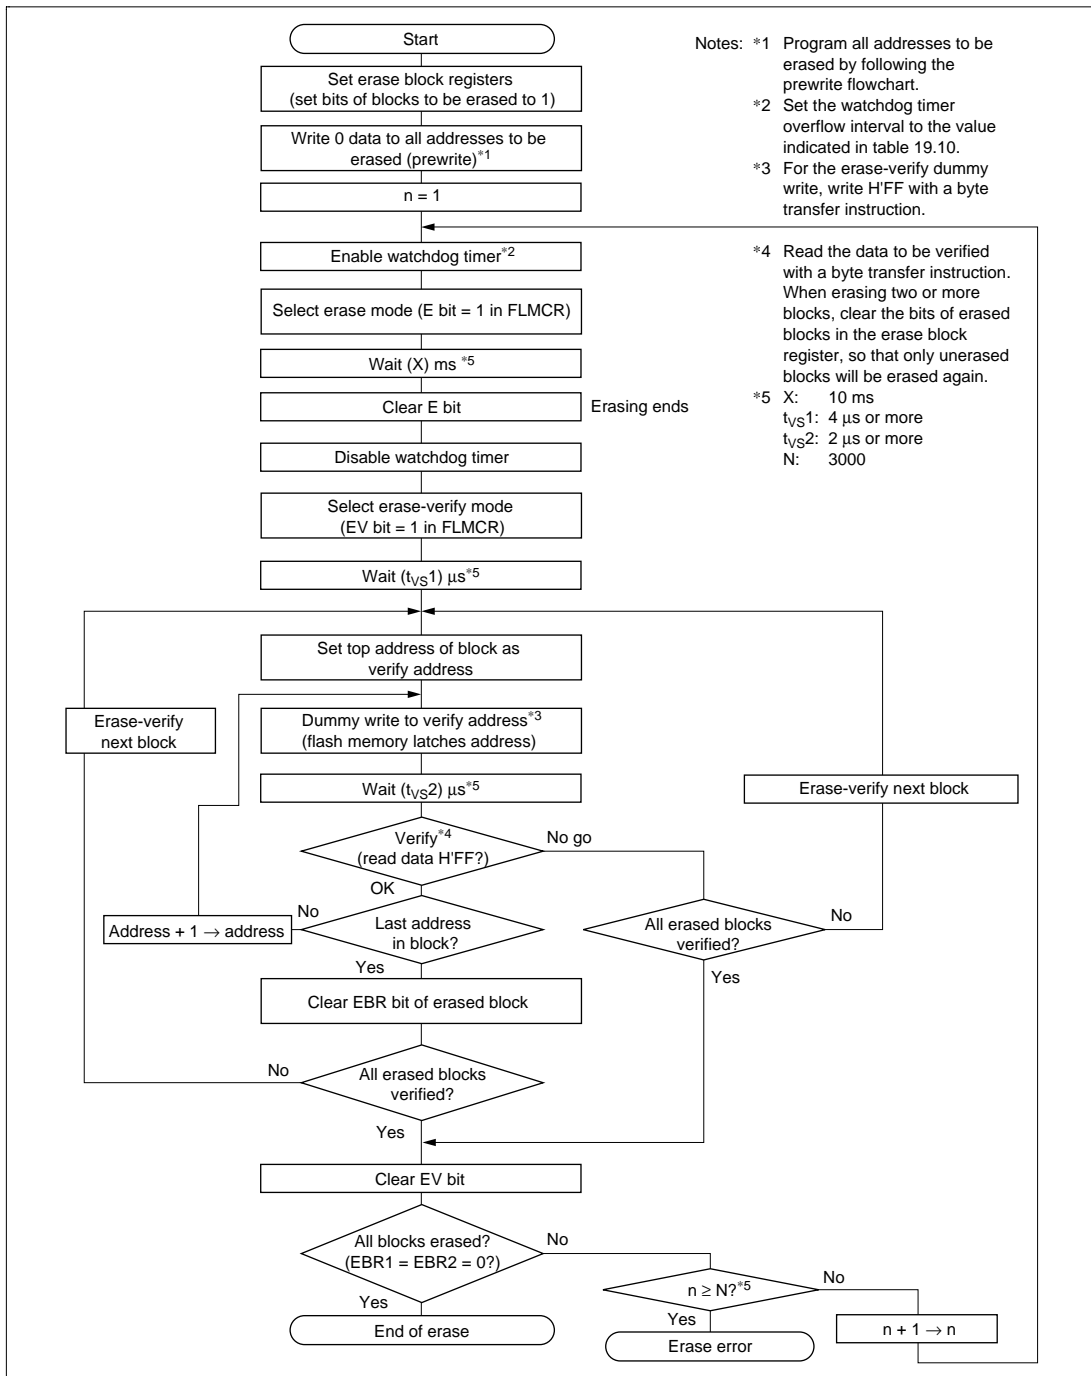 Start
Set erase block registers
(set bits of blocks to be erased to 1)
Write 0 data to all addresses to be
erased (prewrite)*1
n = 1
Enable watchdog timer*2
Select erase mode (E bit = 1 in FLMCR)
Wait (X) ms *5
Clear E bit
Erasing ends
Disable watchdog timer
Select erase-verify mode
(EV bit = 1 in FLMCR)
Wait (tVS1) μs*5
Set top address of block as
verify address
Erase-verify
next block
Dummy write to verify address*3
(flash memory latches address)
Wait (tVS2) μs*5
Erase-verify next block
Verify*4
(read data H'FF?)
No go
OK
No
Address + 1 → address
Last address
in block?
All erased blocks
verified?
No
Yes
Yes
Clear EBR bit of erased block
No
All erased blocks
verified?
Yes
Clear EV bit
All blocks erased?
(EBR1 = EBR2 = 0?)
No
n ≥ N?*5
No
Yes
Yes
End of erase
Erase error
n + 1 → n
Notes: *1 Program all addresses to be
erased by following the
prewrite flowchart.
*2 Set the watchdog timer
overflow interval to the value
indicated in table 19.10.
*3 For the erase-verify dummy
write, write H'FF with a byte
transfer instruction.
*4 Read the data to be verified
with a byte transfer instruction.
When erasing two or more
blocks, clear the bits of erased
blocks in the erase block
register, so that only unerased
blocks will be erased again.
*5 X: 10 ms
tVS1: 4 μs or more
tVS2: 2 μs or more
N: 3000